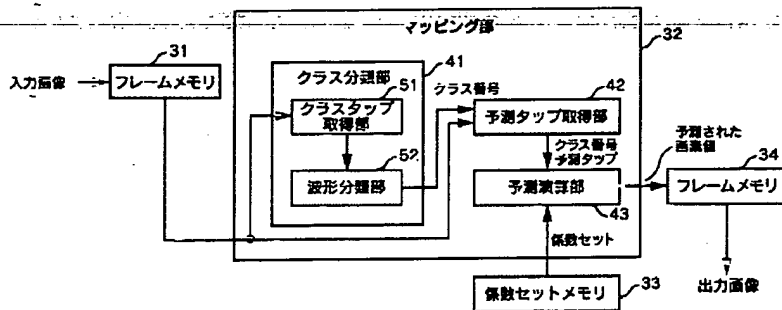 マッピング部
32
31
入力画像
フレームメモリ
クラス分類部
41
クラス番号
51
クラスタップ
取得部
42
予測タップ取得部
クラス番号
予測タップ
予測された
画素値
34
フレームメモリ
52
波形分類部
予測演算部
43
係数セット
出力画像
係数セットメモリ
33